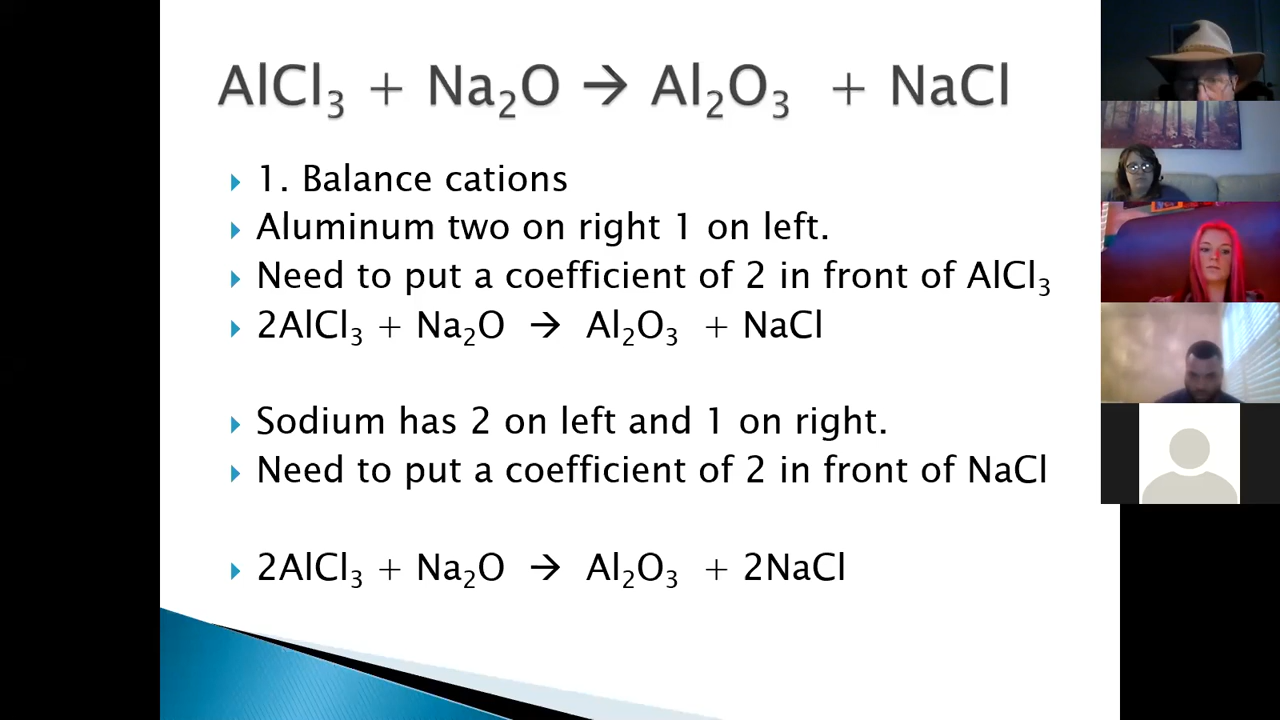 AlCl₃ + Na₂O → Al₂O₃ + NaCl
1. Balance cations
Aluminum two on right 1 on left.
Need to put a coefficient of 2 in front of AlCl₃
2AlCl₃ + Na₂O → Al₂O₃ + NaCl
Sodium has 2 on left and 1 on right.
Need to put a coefficient of 2 in front of NaCl
2AlCl₃ + Na₂O → Al₂O₃ + 2NaCl